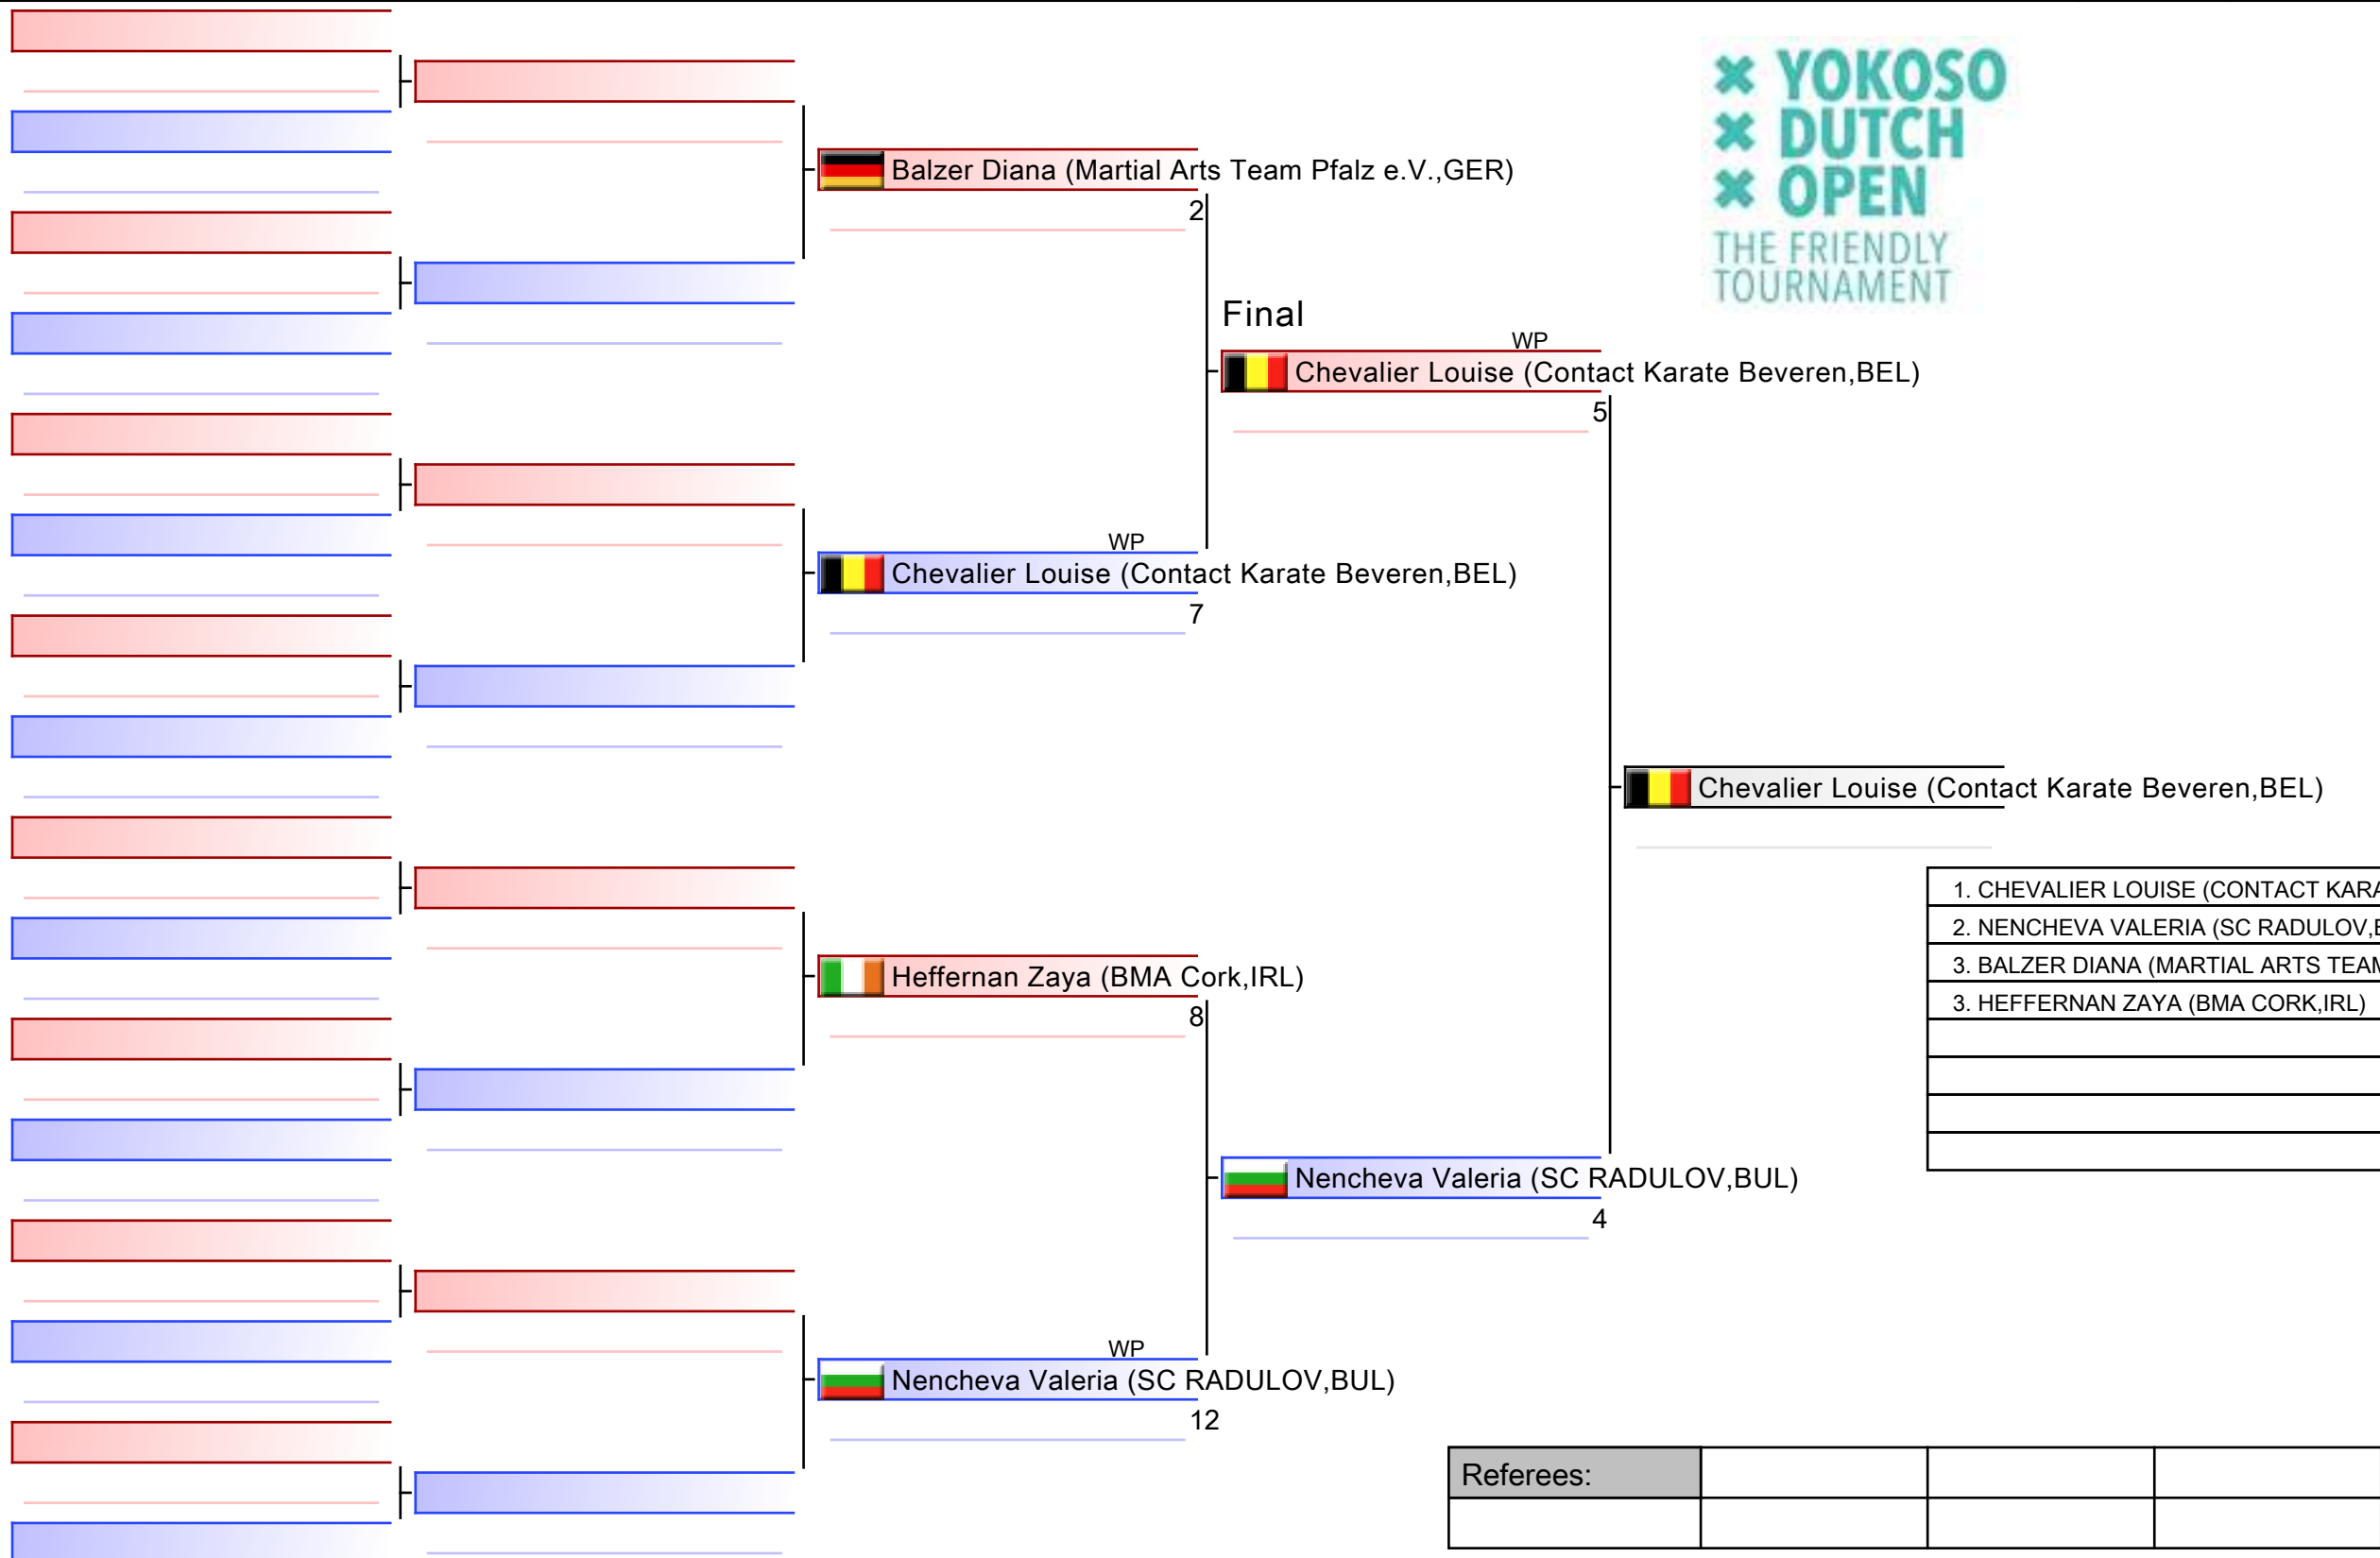 YOKOSO
DUTCH
OPEN
THE FRIENDLY
TOURNAMENT
Balzer Diana (Martial Arts Team Pfalz e.V.,GER)
2
Final
WP
Chevalier Louise (Contact Karate Beveren,BEL)
5
WP
Chevalier Louise (Contact Karate Beveren,BEL)
7
Chevalier Louise (Contact Karate Beveren,BEL)
1. CHEVALIER LOUISE (CONTACT KARA
2. NENCHEVA VALERIA (SC RADULOV,B
3. BALZER DIANA (MARTIAL ARTS TEAM
3. HEFFERNAN ZAYA (BMA CORK,IRL)
Heffernan Zaya (BMA Cork,IRL)
8
Nencheva Valeria (SC RADULOV,BUL)
4
WP
Nencheva Valeria (SC RADULOV,BUL)
12
Referees: